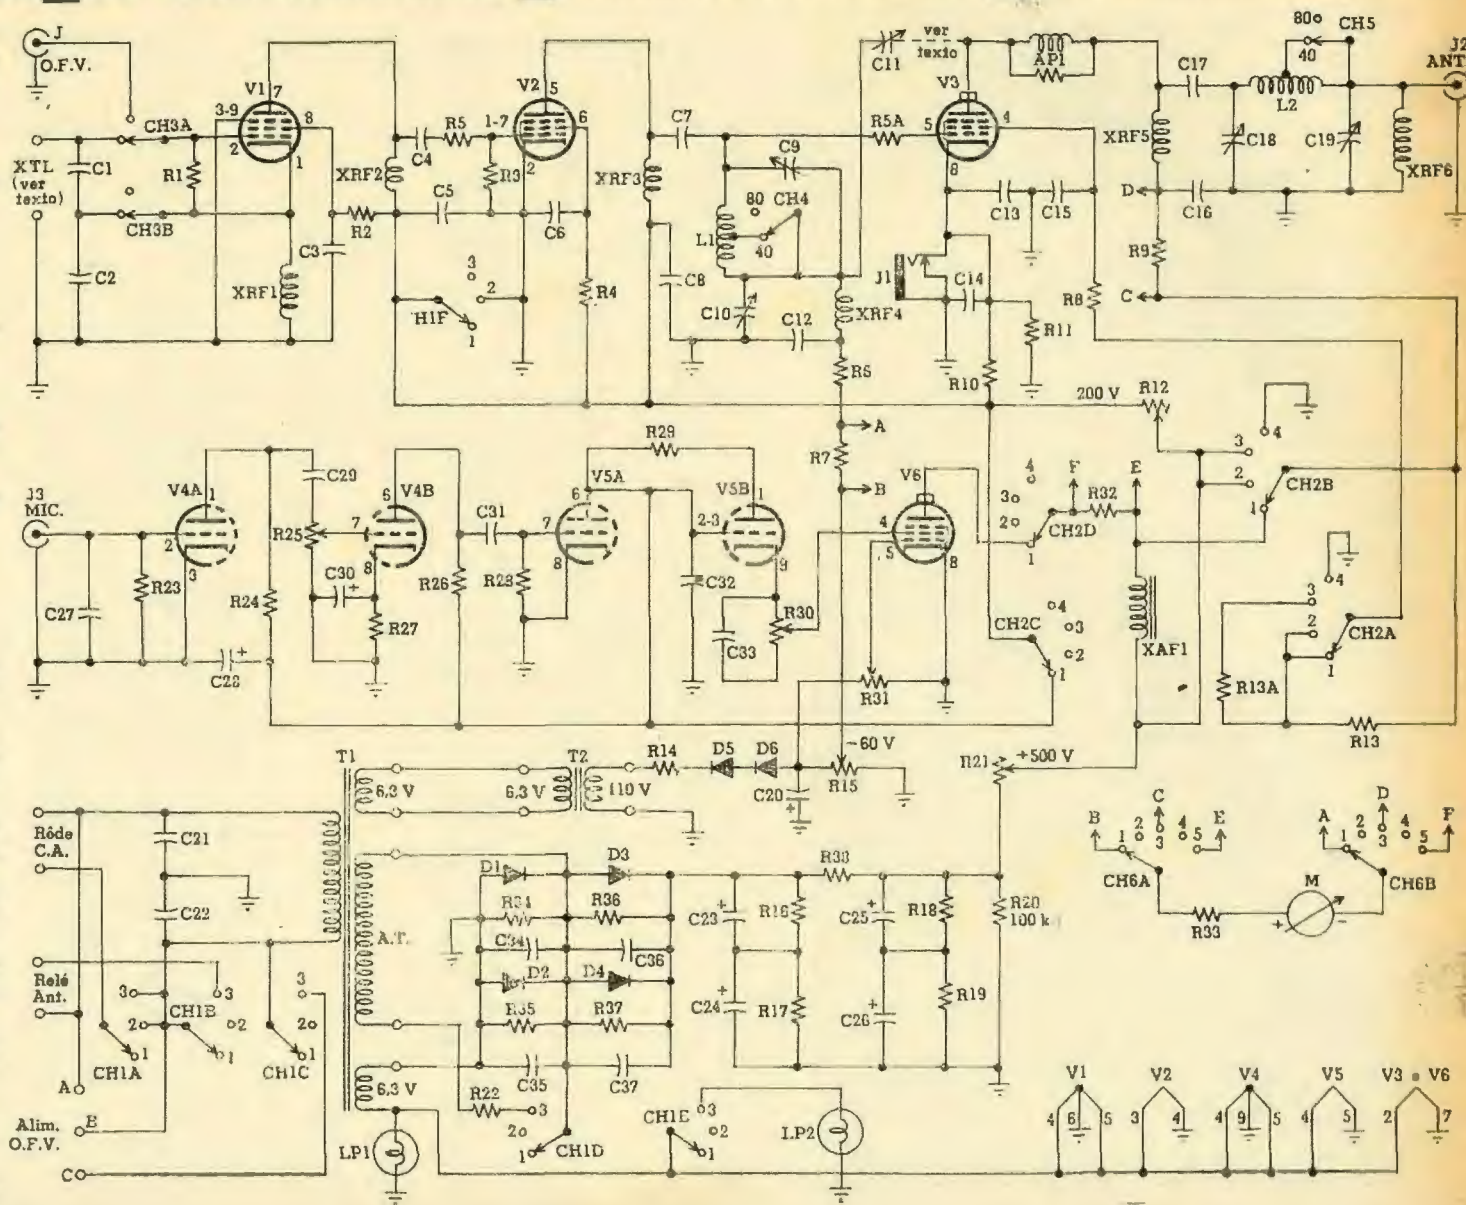 J
O.F.V.
XTL
(ver
texto)
C1
C2
CH3A
CH3B
R1
3-9
V1
7
2
8
1
XRF1
C3
R2
XRF2
C4
R5
C5
R3
1-7
V2
5
6
2
C6
H1F
3
2
1
R4
XRF3
C7
C8
L1
80
40
CH4
C9
C10
C12
C11
ver
texto
R5A
XRF4
V3
5
4
8
AP1
C13
C15
J1
C14
R11
R10
R8
XRF5
D
C
R9
C17
C16
C18
L2
80
40
CH5
C19
XRF6
J2
ANT.
J3
MIC.
C27
R23
V4A
1
2
3
R24
C28
C29
R25
C30
V4B
6
7
8
R27
R26
C31
R28
V5A
6
7
8
R29
V5B
1
2-3
9
C32
C33
R30
R7
A
B
V6
4
5
8
R31
4
3
2
1
CH2D
F
R32
E
CH2C
4
3
2
1
XAF1
200 V
R12
3
2
4
1
CH2B
3
2
4
1
CH2A
R13A
R13
Rêde
C.A.
Relé
Ant.
Alim.
O.F.V.
A
B
C
C21
C22
3
2
1
CH1A
CH1B
3
2
1
3
2
1
CH1C
T1
6,3 V
A.T.
6,3 V
LP1
6,3 V
T2
110 V
R14
D5
D6
C20
-60 V
R15
D1
R34
C34
D2
R35
C35
D3
R36
C36
D4
R37
C37
R22
3
2
1
CH1D
CH1E
3
2
1
LP2
C23
C24
R16
R17
R38
C25
C26
R18
R19
R20
100 k
R21
+500 V
B
1
2
C
3
4
5
E
CH6A
R33
M
+
-
A
1
2
D
3
4
5
F
CH6B
V1
4
6
5
V2
3
4
V4
4
9
5
V5
4
5
V3
V6
2
7